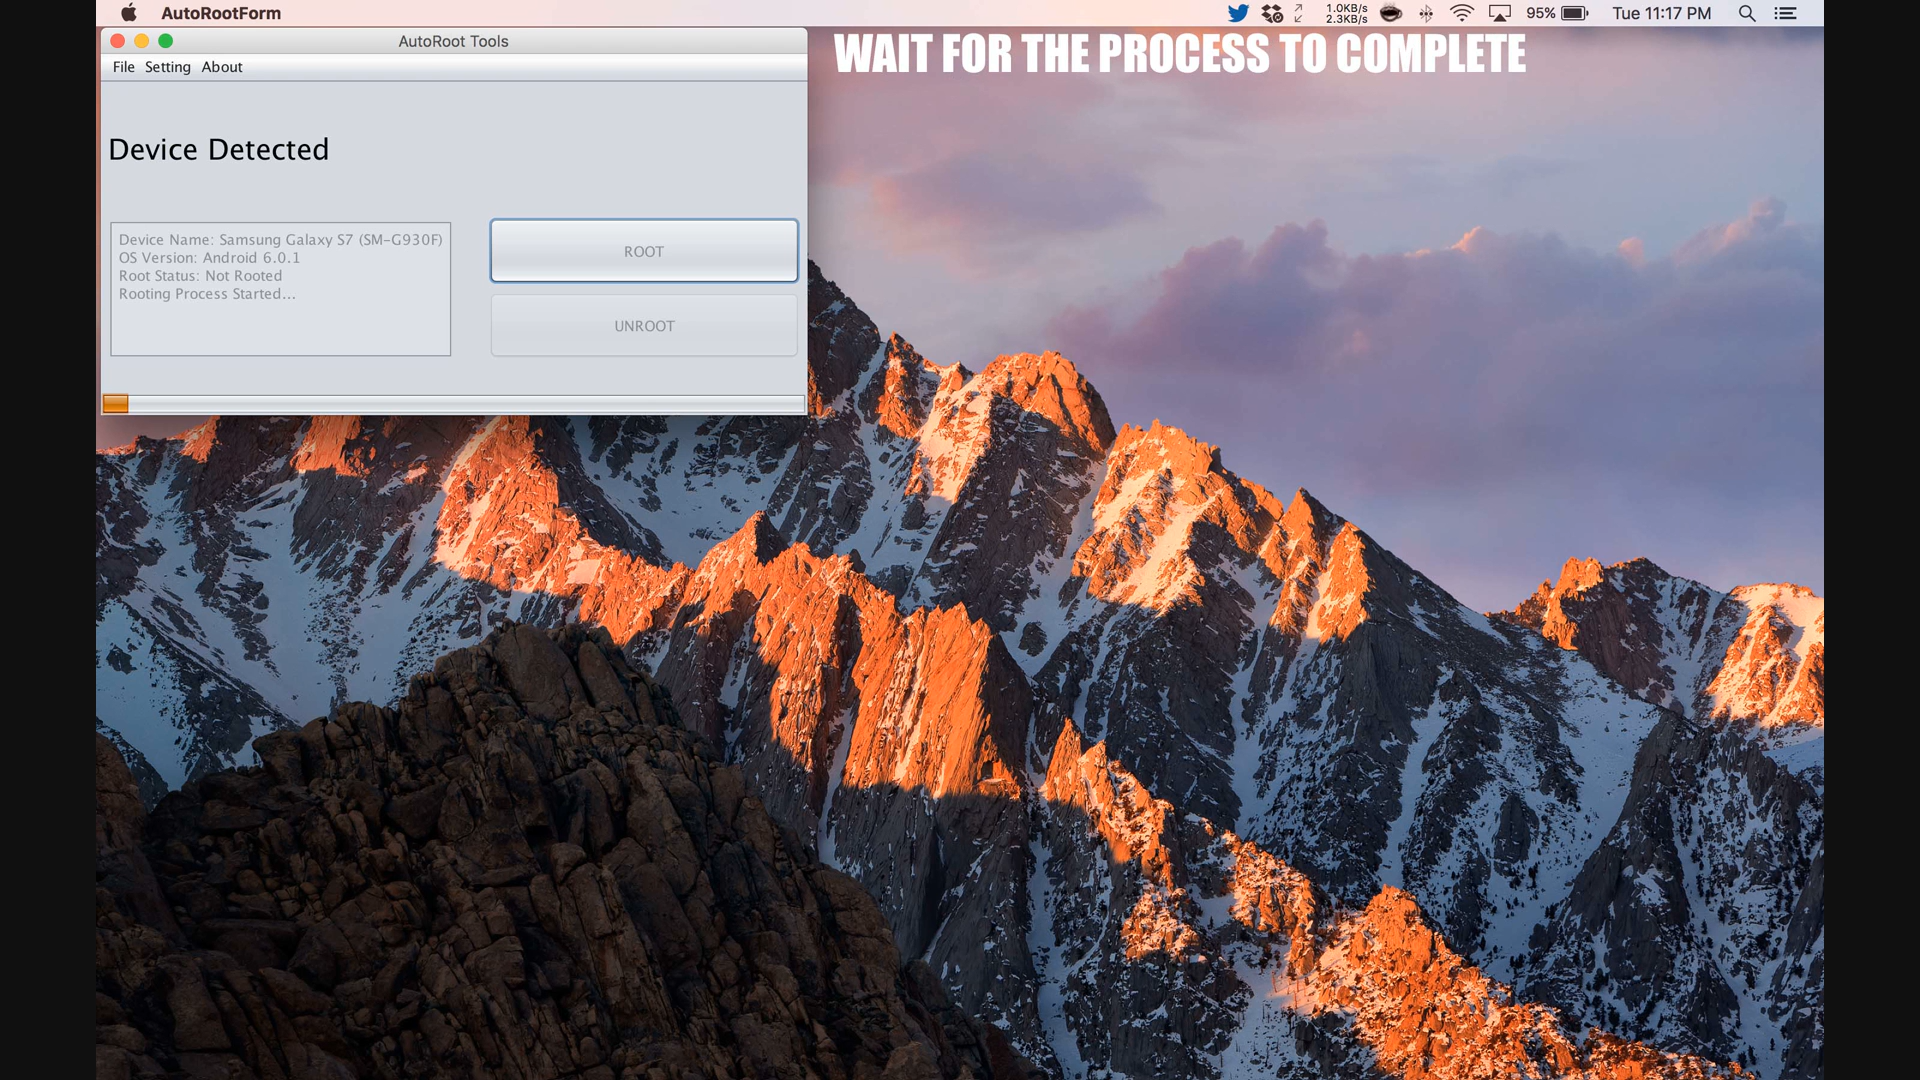 AutoRootForm
1.0KB/s
2.3KB/s
95%
Tue 11:17 PM
AutoRoot Tools
WAIT FOR THE PROCESS TO COMPLETE
File Setting About
Device Detected
Device Name: Samsung Galaxy S7 (SM-G930F)
OS Version: Android 6.0.1
Root Status: Not Rooted
Rooting Process Started...
ROOT
UNROOT